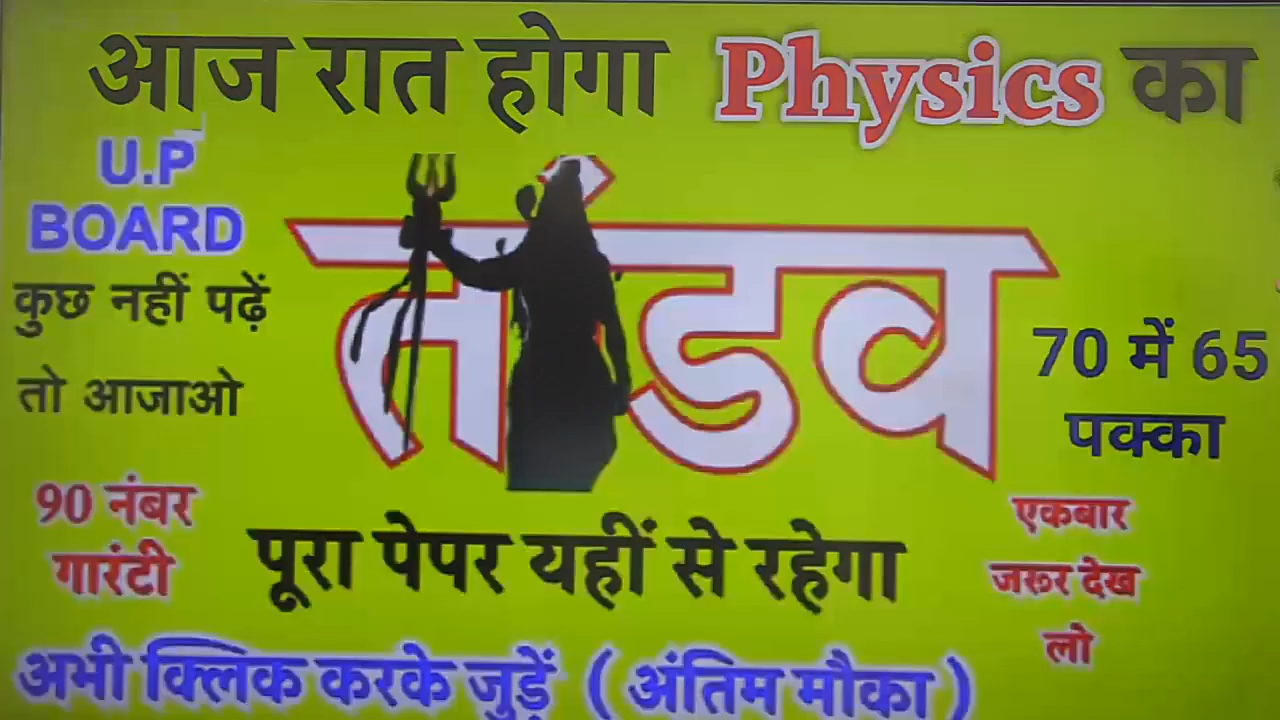 आज रात होगा Physics का
U.P
BOARD
कुछ नहीं पढ़ें
तो आजाओ
तांडव
70 में 65
पक्का
90 नंबर
गारंटी
पूरा पेपर यहीं से रहेगा
एकबार
जरूर देख
लो
अभी क्लिक करके जुड़ें ( अंतिम मौका )